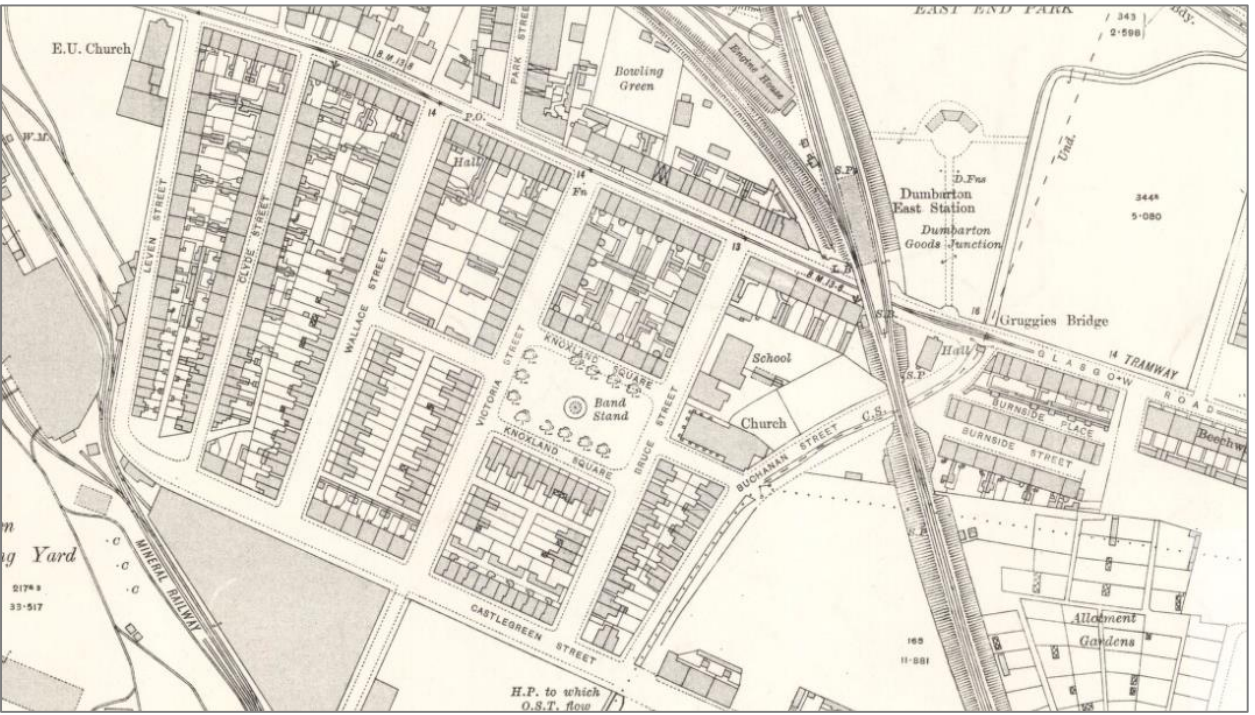 EAST END PARK
343
2·598
Bdy.
E.U. Church
B.M. 13·8
PARK STREET
Bowling
Green
Engine House
W.M.
14
P.O.
Hall
14
Fn
S.P.
D.Fns
Dumbarton
East Station
Dumbarton
Goods Junction
Und.
5·080
LEVEN STREET
CLYDE STREET
WALLACE STREET
13
L.B.
B.M. 13·8
S.B.
16
Gruggies Bridge
14
TRAMWAY
GLASGOW
ROAD
Hall
S.P.
School
KNOXLAND
SQUARE
VICTORIA STREET
Band
Stand
BRUCE STREET
Church
C.S.
BUCHANAN STREET
BURNSIDE PLACE
BURNSIDE STREET
KNOXLAND SQUARE
S.P.
ng Yard
33·517
C
C
C
MINERAL RAILWAY
CASTLEGREEN STREET
Allotment
Gardens
165
11·881
H.P. to which
O.S.T. flow